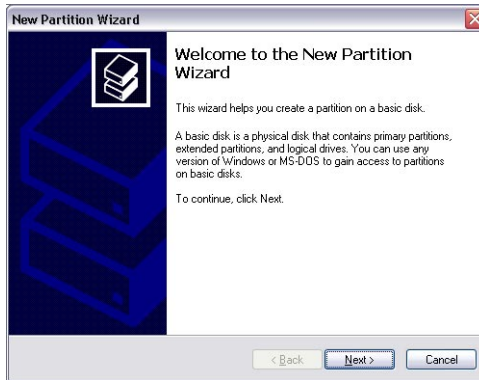 New Partition Wizard
Welcome to the New Partition
Wizard
This wizard helps you create a partition on a basic disk.
A basic disk is a physical disk that contains primary partitions,
extended partitions, and logical drives. You can use any
version of Windows or MS-DOS to gain access to partitions
on basic disks.
To continue, click Next.
< Back
Next >
Cancel